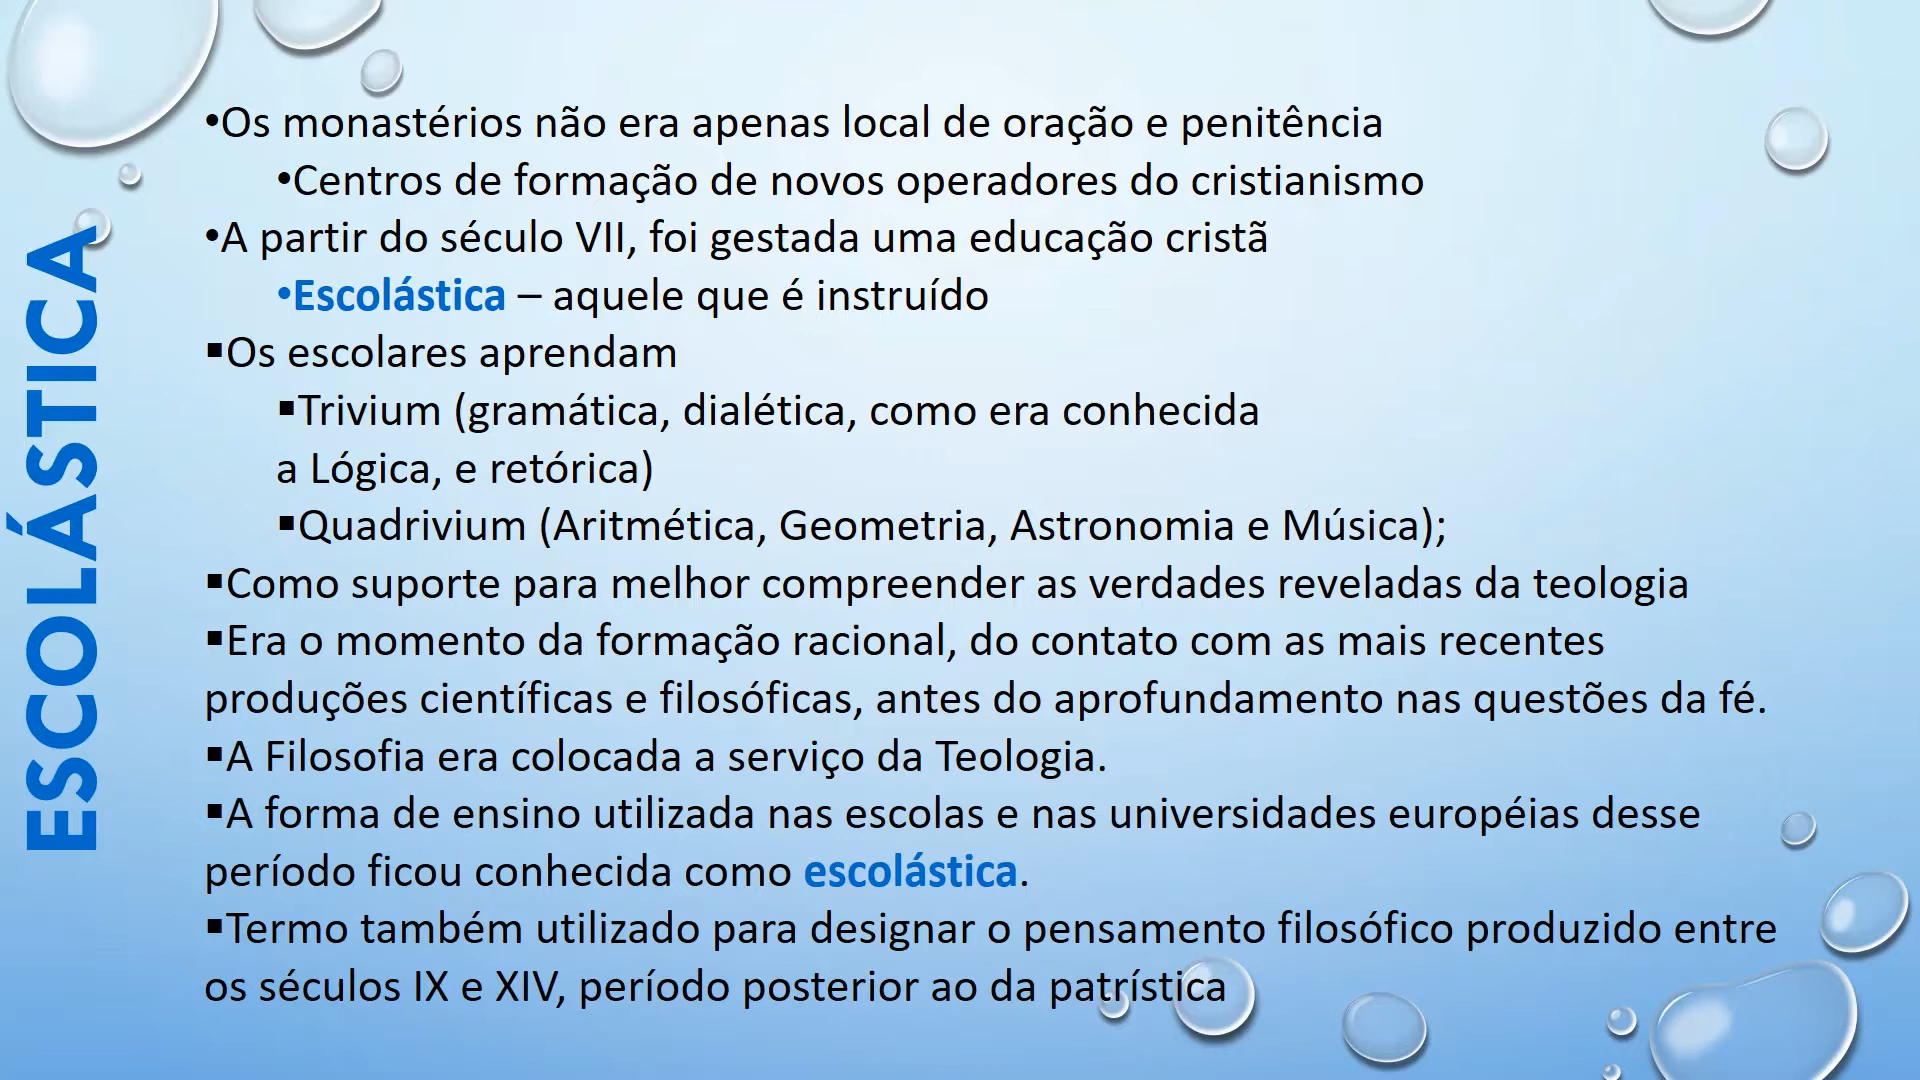 ESCOLÁSTICA
•Os monastérios não era apenas local de oração e penitência
•Centros de formação de novos operadores do cristianismo
•A partir do século VII, foi gestada uma educação cristã
•Escolástica – aquele que é instruído
▪Os escolares aprendam
▪Trivium (gramática, dialética, como era conhecida
a Lógica, e retórica)
▪Quadrivium (Aritmética, Geometria, Astronomia e Música);
▪Como suporte para melhor compreender as verdades reveladas da teologia
▪Era o momento da formação racional, do contato com as mais recentes
produções científicas e filosóficas, antes do aprofundamento nas questões da fé.
▪A Filosofia era colocada a serviço da Teologia.
▪A forma de ensino utilizada nas escolas e nas universidades européias desse
período ficou conhecida como escolástica.
▪Termo também utilizado para designar o pensamento filosófico produzido entre
os séculos IX e XIV, período posterior ao da patrística